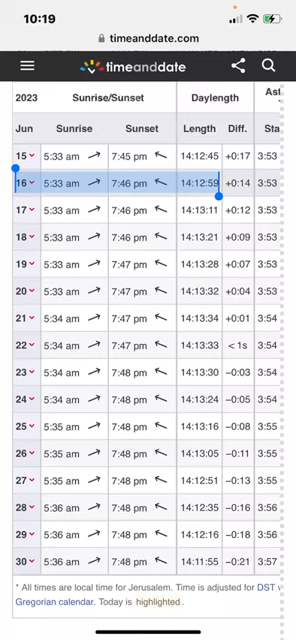 10:19
timeanddate.com
timeanddate
2023 Sunrise/Sunset Daylength Ast
Jun Sunrise Sunset Length Diff. Sta
15 5:33 am 7:45 pm 14:12:45 +0:17 3:53
16 5:33 am 7:46 pm 14:12:59 +0:14 3:53
17 5:33 am 7:46 pm 14:13:11 +0:12 3:53
18 5:33 am 7:46 pm 14:13:21 +0:09 3:53
19 5:33 am 7:47 pm 14:13:28 +0:07 3:53
20 5:33 am 7:47 pm 14:13:32 +0:04 3:53
21 5:34 am 7:47 pm 14:13:34 +0:01 3:54
22 5:34 am 7:47 pm 14:13:33 < 1s 3:54
23 5:34 am 7:48 pm 14:13:30 −0:03 3:54
24 5:34 am 7:48 pm 14:13:24 −0:05 3:54
25 5:35 am 7:48 pm 14:13:16 −0:08 3:55
26 5:35 am 7:48 pm 14:13:05 −0:11 3:55
27 5:35 am 7:48 pm 14:12:51 −0:13 3:55
28 5:36 am 7:48 pm 14:12:35 −0:16 3:56
29 5:36 am 7:48 pm 14:12:16 −0:18 3:56
30 5:36 am 7:48 pm 14:11:55 −0:21 3:57
* All times are local time for Jerusalem. Time is adjusted for DST
Gregorian calendar. Today is highlighted.